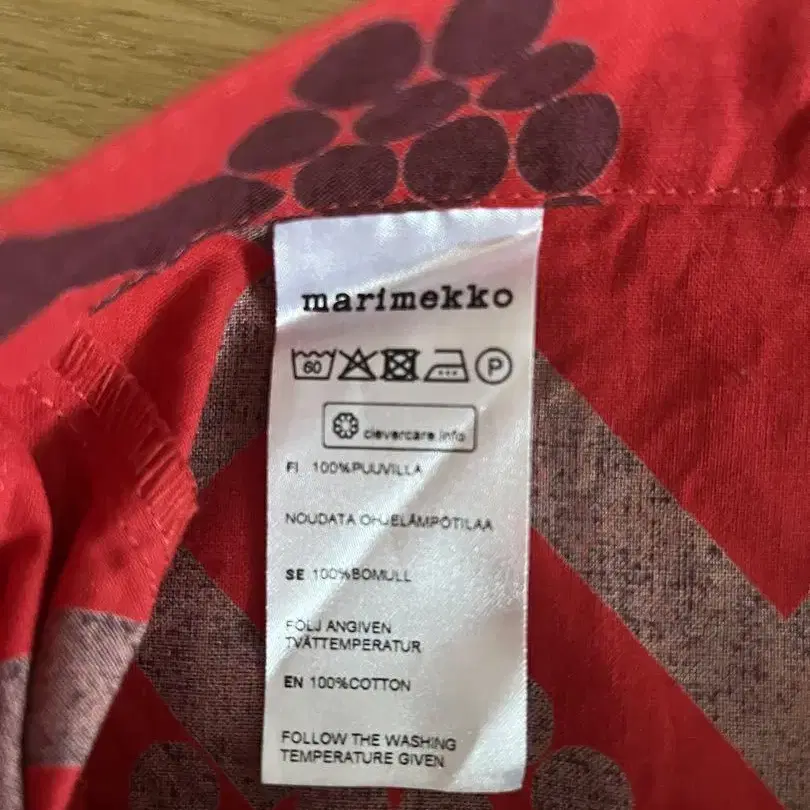 marimekko
60 P
clevercare.info
FI 100%PUUVILLA
NOUDATA OHJELÄMPÖTILAA
SE 100%BOMULL
FÖLJ ANGIVEN
TVÄTTEMPERATUR
EN 100%COTTON
FOLLOW THE WASHING
TEMPERATURE GIVEN